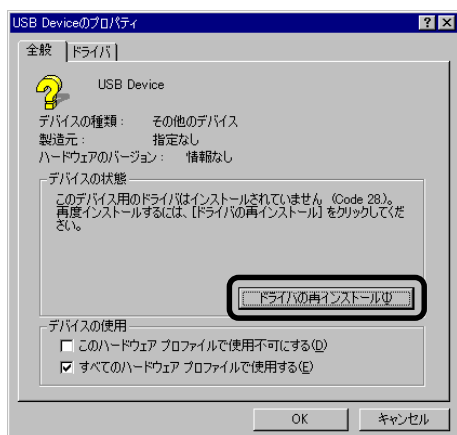 USB Deviceのプロパティ
全般
ドライバ
USB Device
デバイスの種類： その他のデバイス
製造元： 指定なし
ハードウェアのバージョン： 情報なし
デバイスの状態
このデバイス用のドライバはインストールされていません (Code 28.)。
再度インストールするには、[ドライバの再インストール] をクリックしてくだ
さい。
ドライバの再インストール(I)
デバイスの使用
このハードウェア プロファイルで使用不可にする(D)
すべてのハードウェア プロファイルで使用する(E)
OK
キャンセル